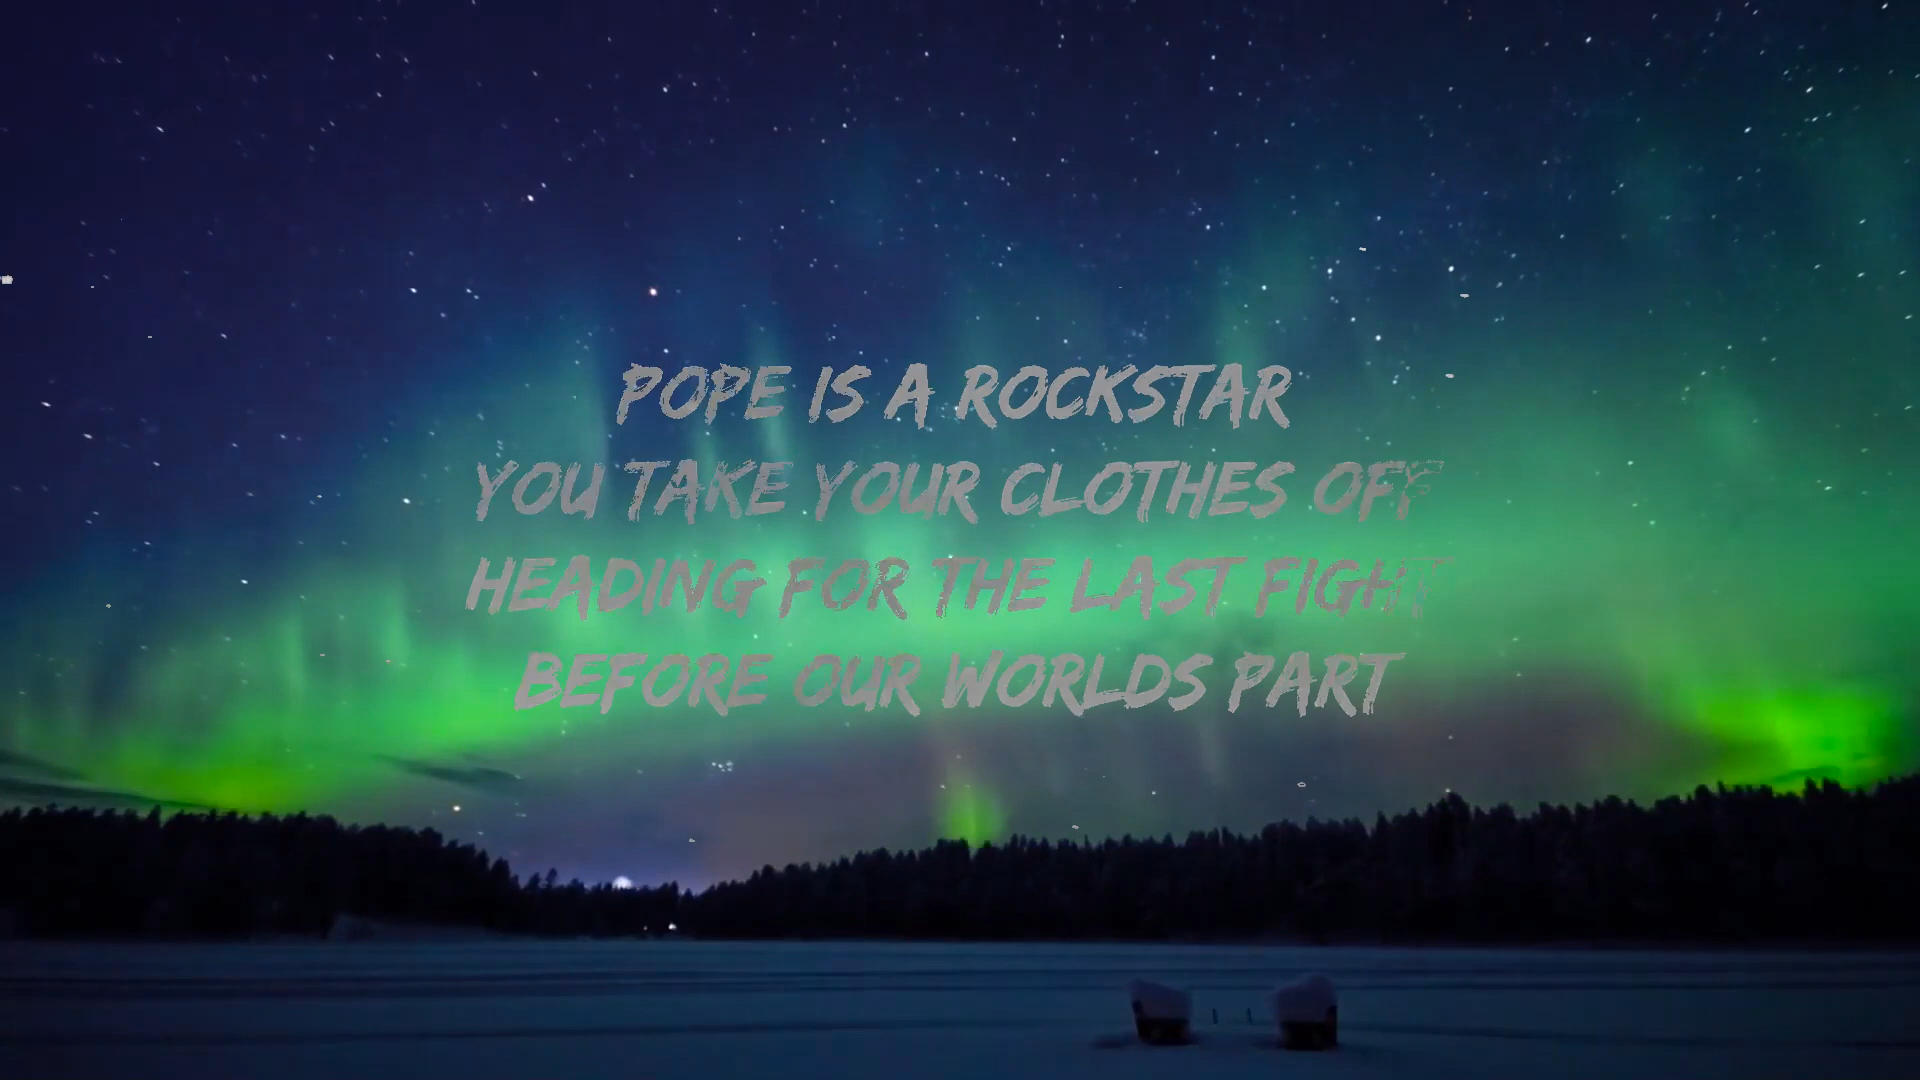 POPE IS A ROCKSTAR
YOU TAKE YOUR CLOTHES OFF
HEADING FOR THE LAST FIGHT
BEFORE OUR WORLDS PART